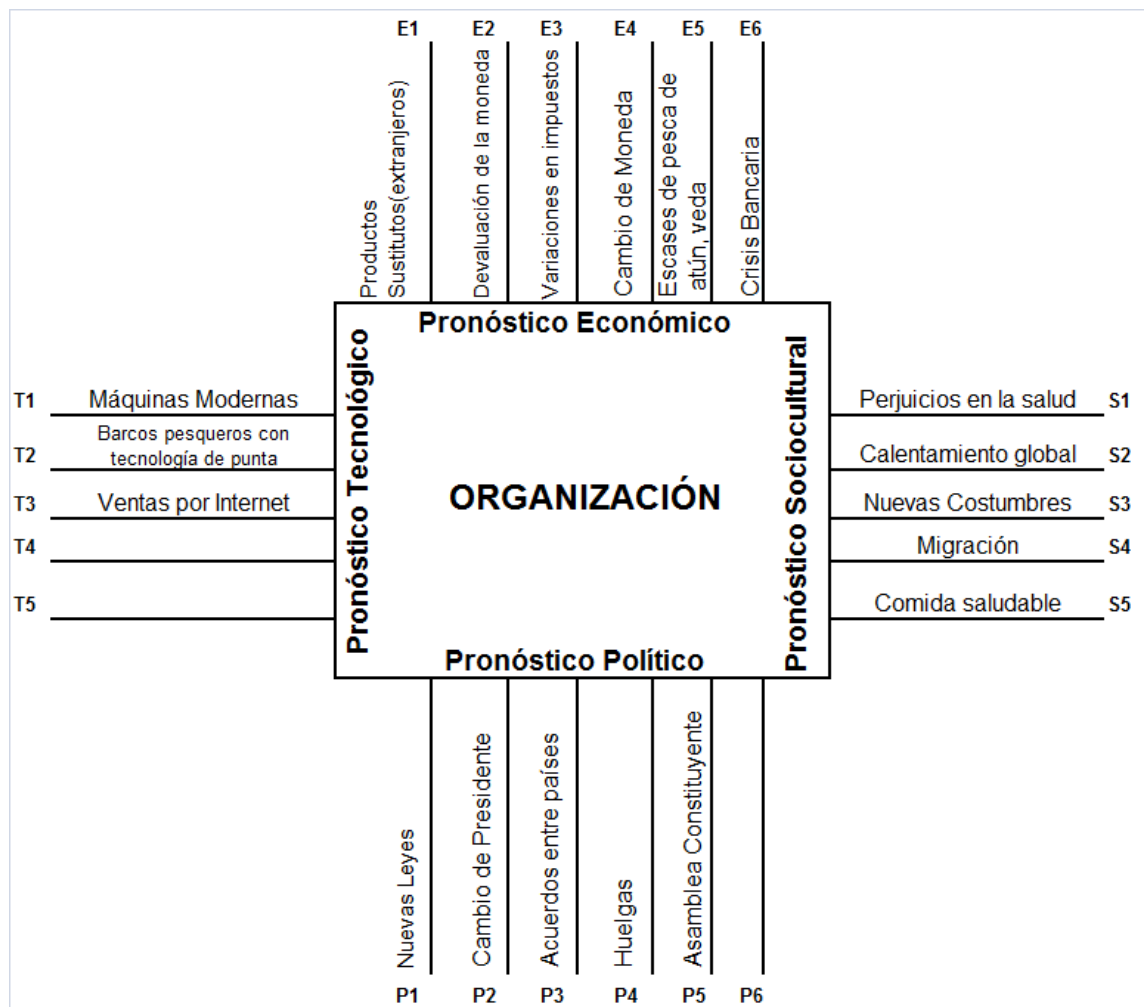 E1 E2 E3 E4 E5 E6
Productos
Sustitutos(extranjeros)
Devaluación de la moneda
Variaciones en impuestos
Cambio de Moneda
Escases de pesca de
atún, veda
Crisis Bancaria
Pronóstico Económico
Pronóstico Tecnológico
Pronóstico Sociocultural
ORGANIZACIÓN
T1 Máquinas Modernas
T2 Barcos pesqueros con
tecnología de punta
T3 Ventas por Internet
T4
T5
Perjuicios en la salud S1
Calentamiento global S2
Nuevas Costumbres S3
Migración S4
Comida saludable S5
Pronóstico Político
Nuevas Leyes
Cambio de Presidente
Acuerdos entre países
Huelgas
Asamblea Constituyente
P1 P2 P3 P4 P5 P6